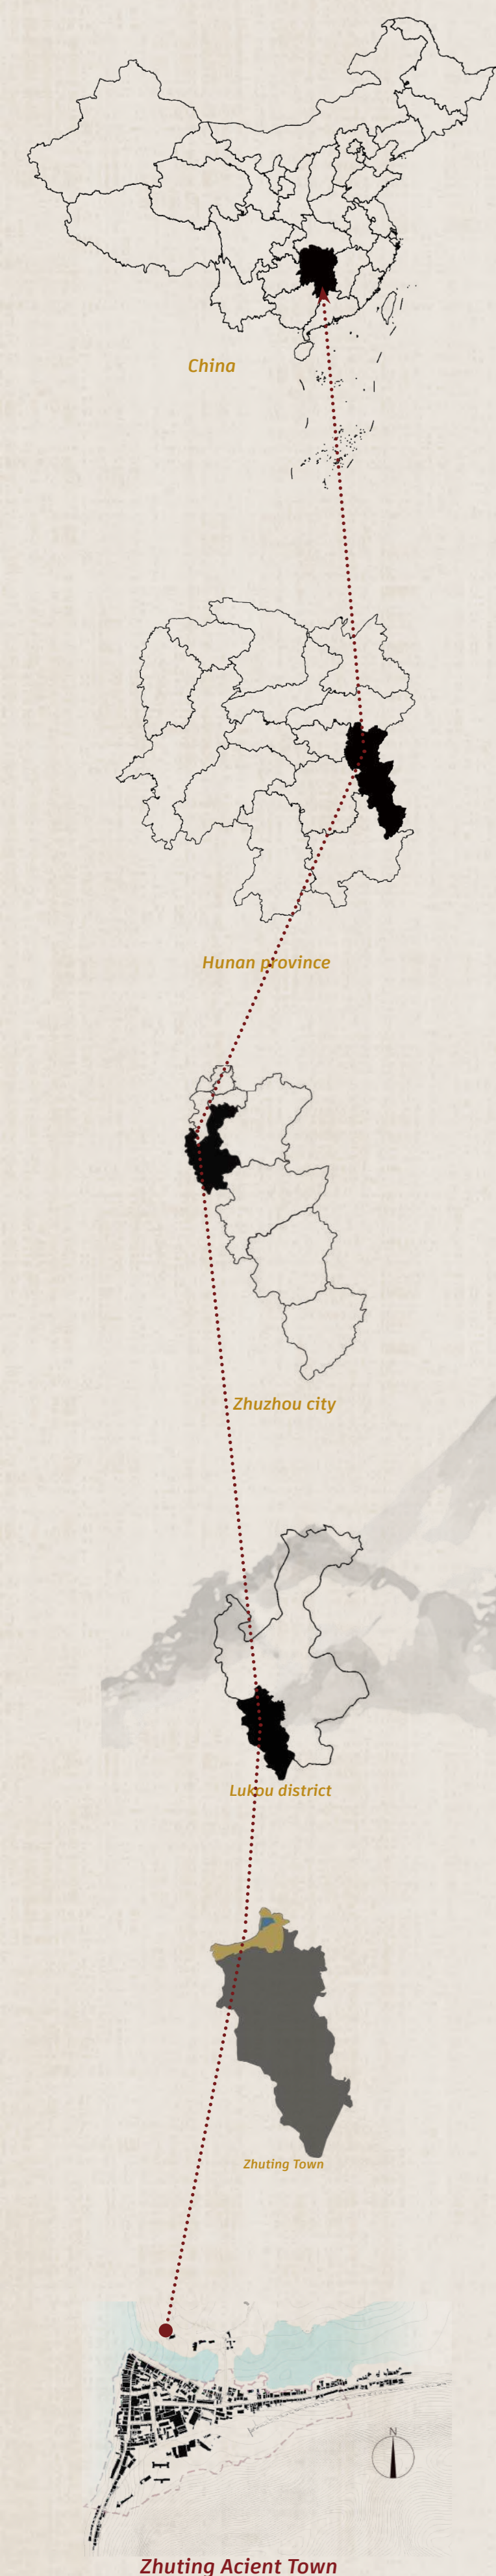 China
Hunan province
Zhuzhou city
Lukou district
Zhuting Town
N
Zhuting Acient Town